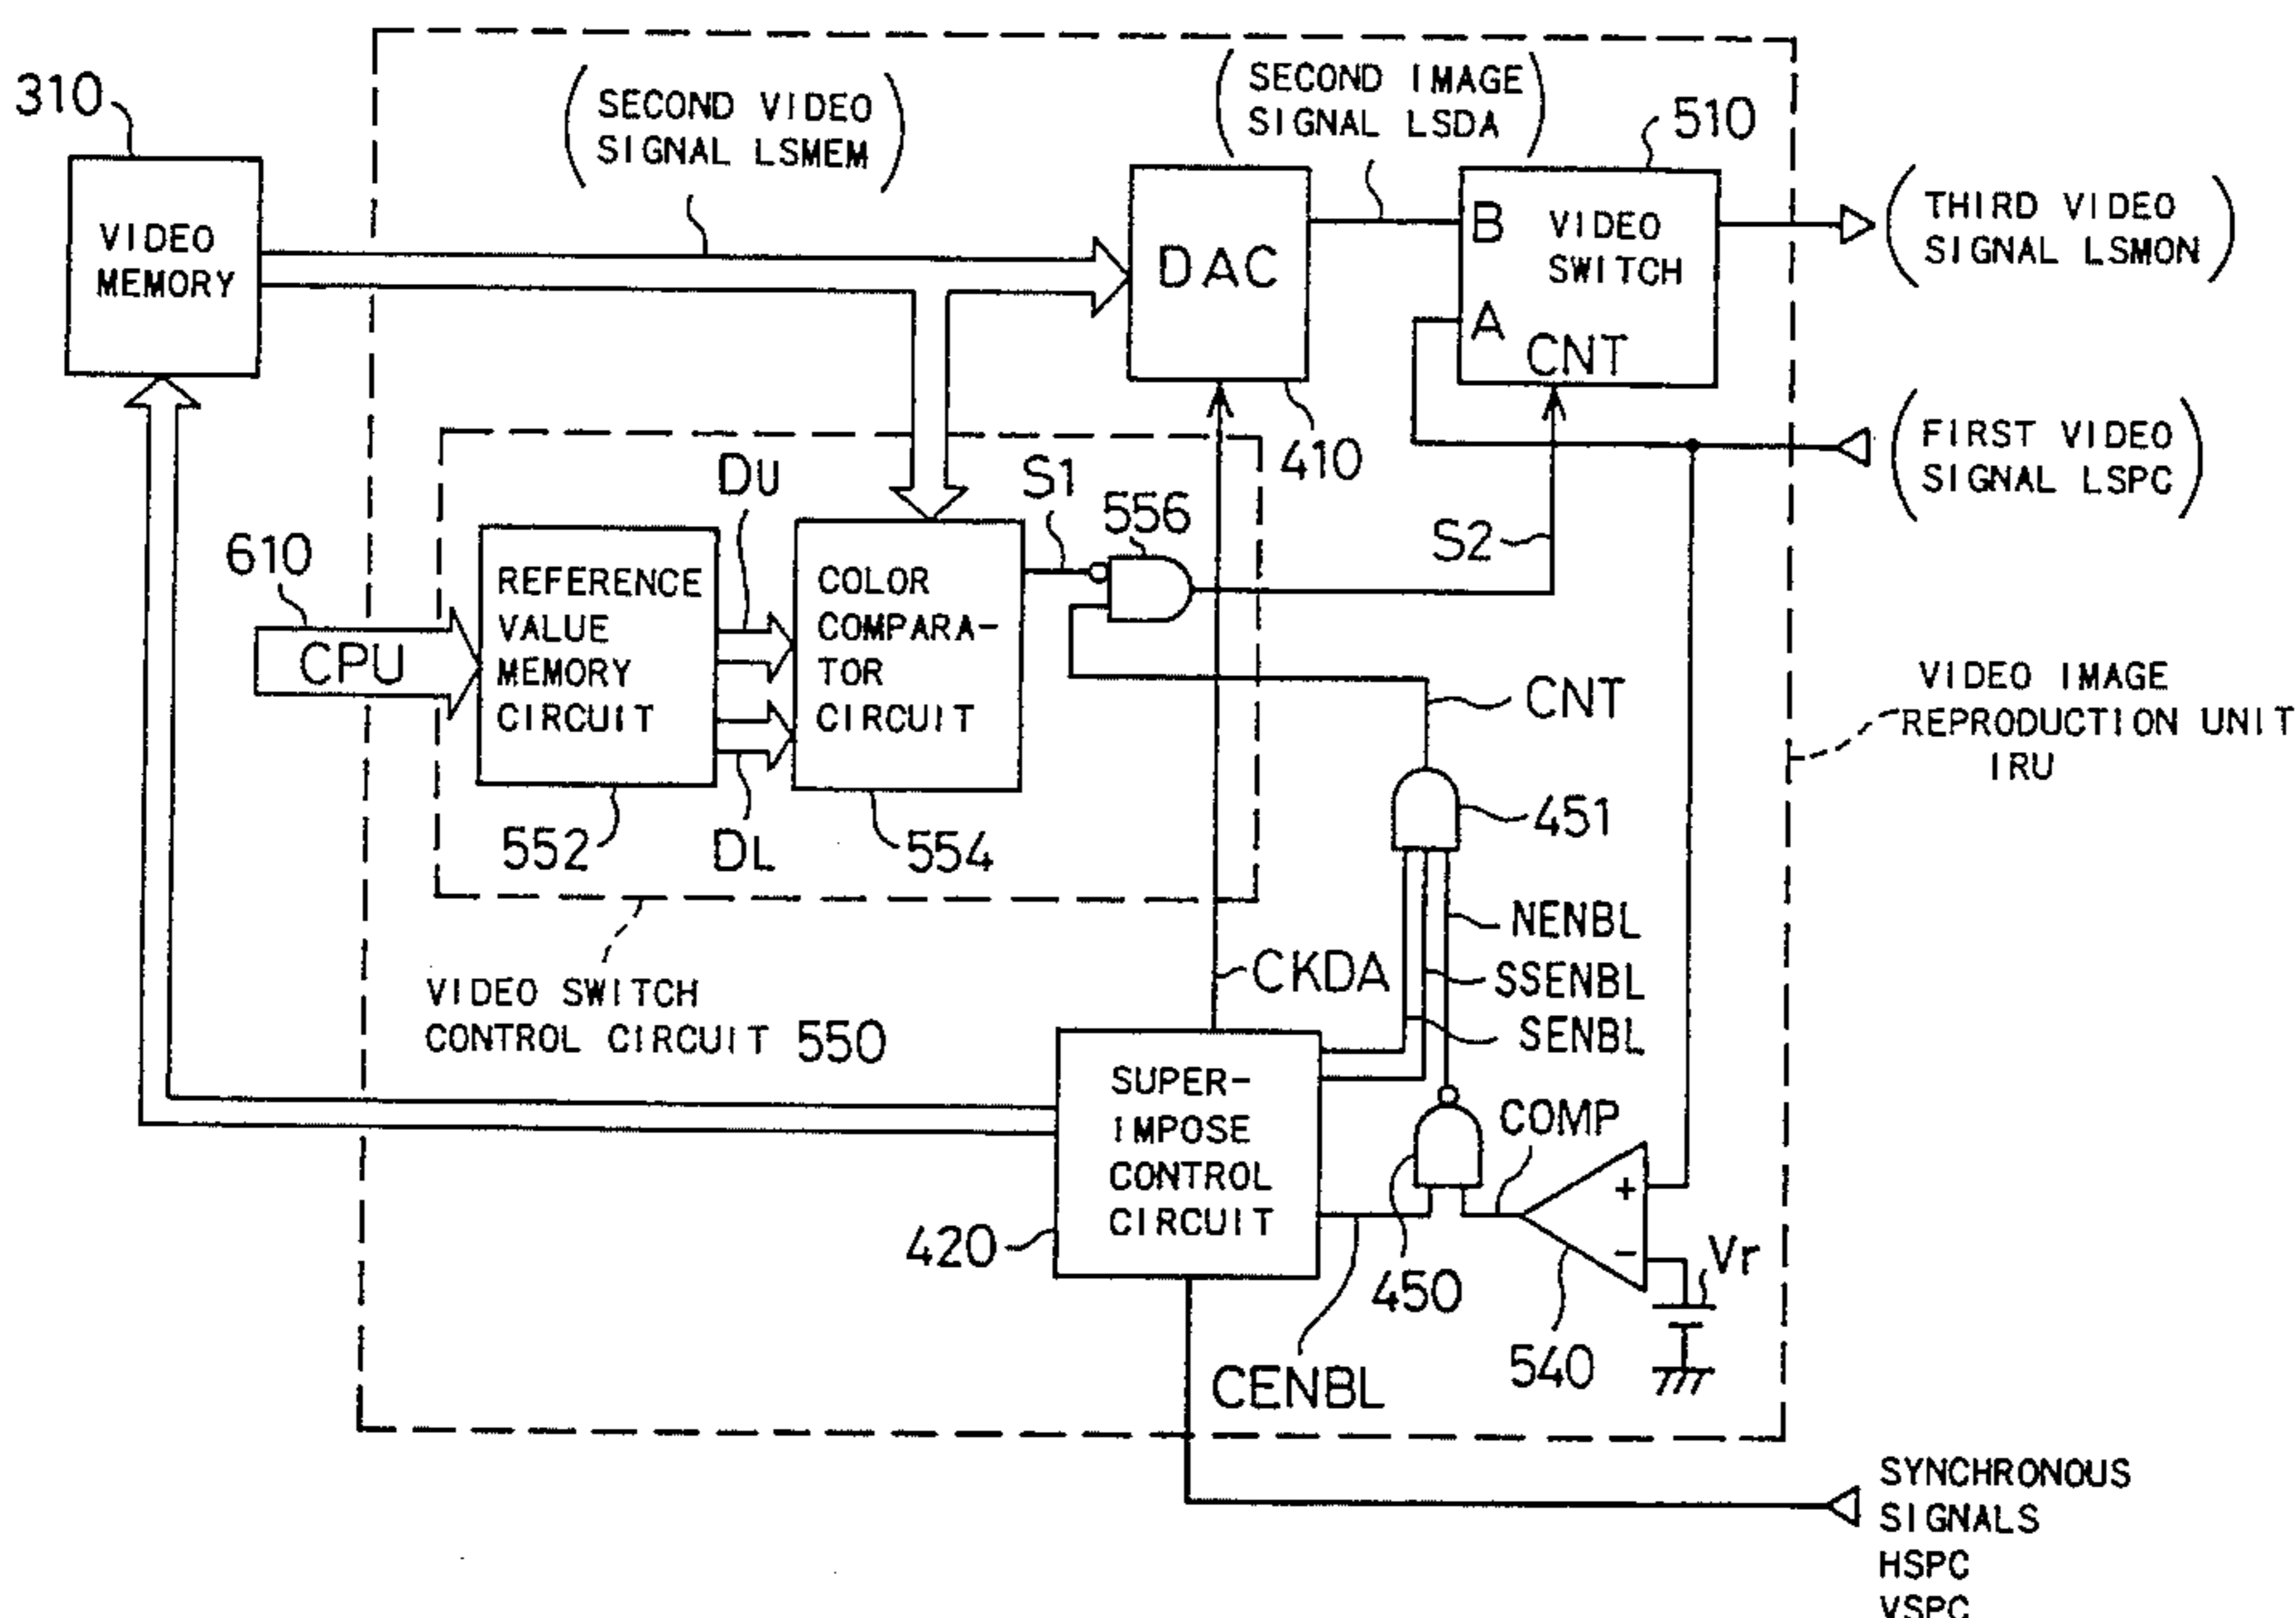 310
(SECOND VIDEO
SIGNAL LSMEM)
(SECOND IMAGE
SIGNAL LSDA)
510
VIDEO
MEMORY
DAC
B
VIDEO
SWITCH
A
CNT
(THIRD VIDEO
SIGNAL LSMON)
410
(FIRST VIDEO
SIGNAL LSPC)
DU
S1
556
S2
610
CPU
REFERENCE
VALUE
MEMORY
CIRCUIT
COLOR
COMPARA-
TOR
CIRCUIT
CNT
VIDEO IMAGE
REPRODUCTION UNIT
IRU
552
DL
554
451
NENBL
SSENBL
SENBL
CKDA
VIDEO SWITCH
CONTROL CIRCUIT 550
SUPER-
IMPOSE
CONTROL
CIRCUIT
COMP
+
-
420
450
540
Vr
CENBL
SYNCHRONOUS
SIGNALS
HSPC
VSPC